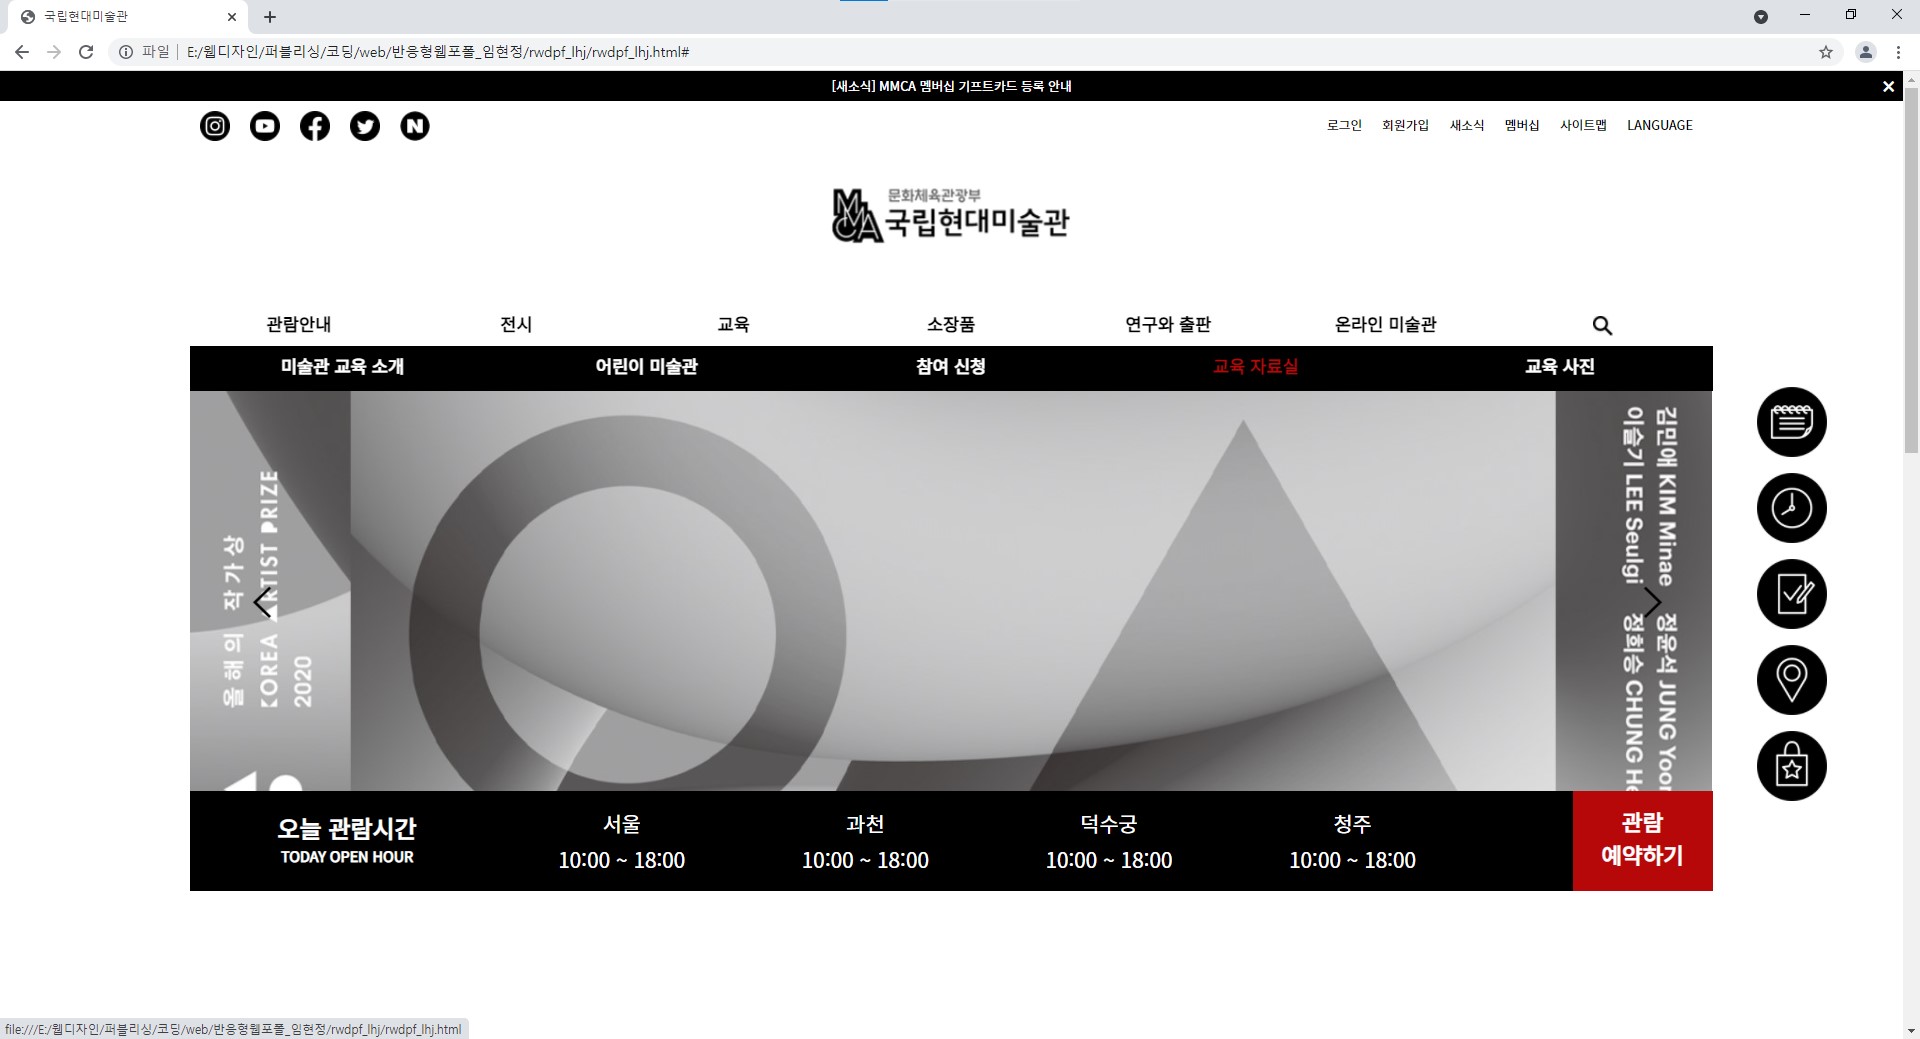 국립현대미술관
파일
E:/웹디자인/퍼블리싱/코딩/web/반응형웹포폴_임현정/rwdpf_lhj/rwdpf_lhj.html#
[새소식] MMCA 멤버십 기프트카드 등록 안내
로그인 회원가입 새소식 멤버십 사이트맵 LANGUAGE
MMCA
문화체육관광부
국립현대미술관
관람안내 전시 교육 소장품 연구와 출판 온라인 미술관
미술관 교육 소개 어린이 미술관 참여 신청 교육 자료실 교육 사진
올해의 작가상
KOREA ARTIST PRIZE
2020
김민애 KIM Minae 정윤석 JUNG Yoon
이슬기 LEE Seulgi 정희승 CHUNG He
오늘 관람시간
TODAY OPEN HOUR
서울 과천 덕수궁 청주
10:00 ~ 18:00 10:00 ~ 18:00 10:00 ~ 18:00 10:00 ~ 18:00
관람
예약하기
file:///E:/웹디자인/퍼블리싱/코딩/web/반응형웹포폴_임현정/rwdpf_lhj/rwdpf_lhj.html